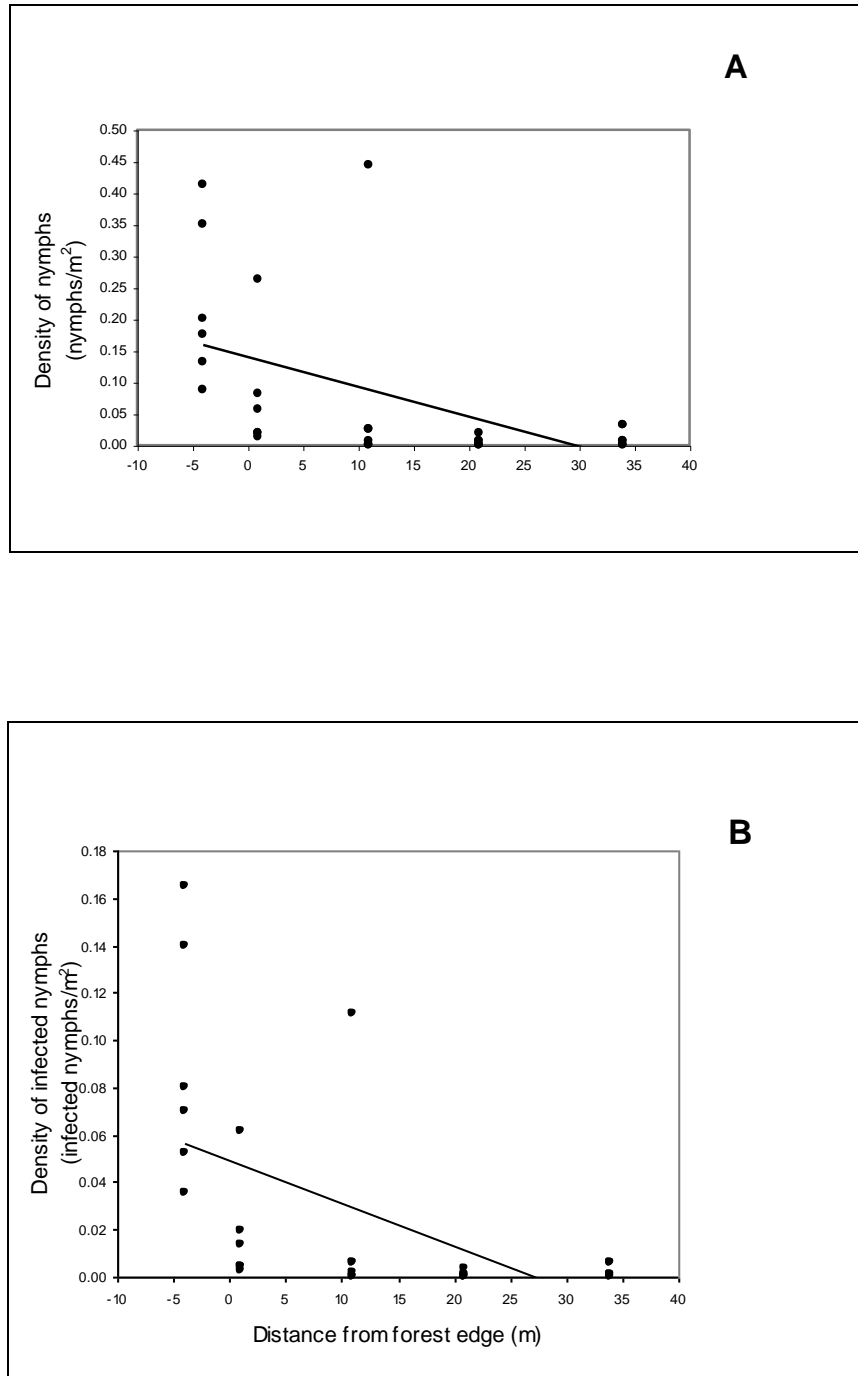 A
0.50
0.45
0.40
0.35
0.30
0.25
0.20
0.15
0.10
0.05
0.00
Density of nymphs
(nymphs/m²)
-10 -5 0 5 10 15 20 25 30 35 40
B
0.18
0.16
0.14
0.12
0.10
0.08
0.06
0.04
0.02
0.00
Density of infected nymphs
(infected nymphs/m²)
-10 -5 0 5 10 15 20 25 30 35 40
Distance from forest edge (m)